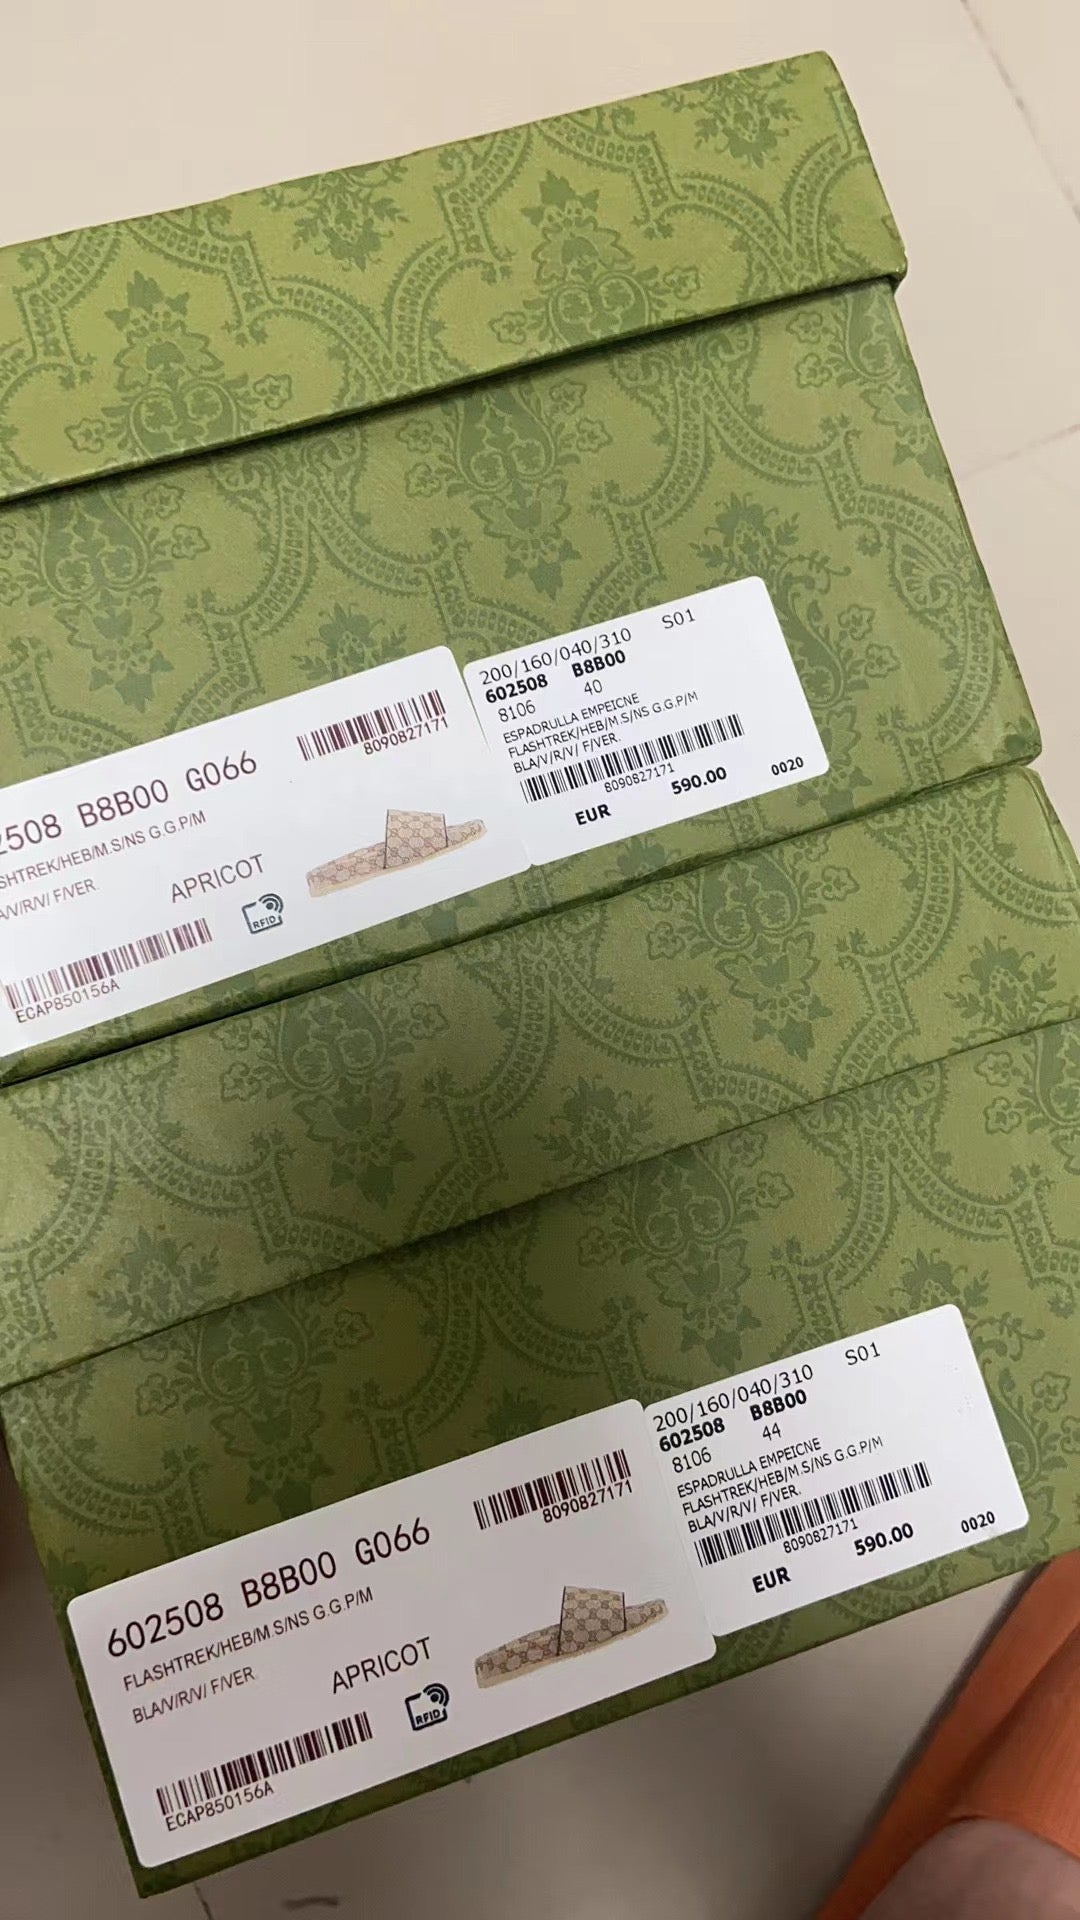 200/160/040/310 S01
602508 B8B00
8106 40
ESPADRULLA EMPEICNE
FLASHTREK/HEB/M.S/NS G.G.P/M
BLA/V/R/V/ F/VER.
8090827171
EUR 590.00 0020
8090827171
2508 B8B00 G066
SHTREK/HEB/M.S/NS G.G.P/M
A/V/R/V/ F/VER.
APRICOT
RFID
ECAP850156A
200/160/040/310 S01
602508 B8B00
8106 44
ESPADRULLA EMPEICNE
FLASHTREK/HEB/M.S/NS G.G.P/M
BLA/V/R/V/ F/VER.
8090827171
EUR 590.00 0020
8090827171
602508 B8B00 G066
FLASHTREK/HEB/M.S/NS G.G.P/M
BLA/V/R/V/ F/VER.
APRICOT
RFID
ECAP850156A